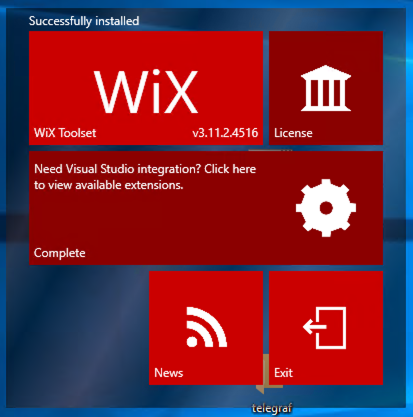 Successfully installed
WiX
WiX Toolset v3.11.2.4516
License
Need Visual Studio integration? Click here
to view available extensions.
Complete
News
Exit
telegraf